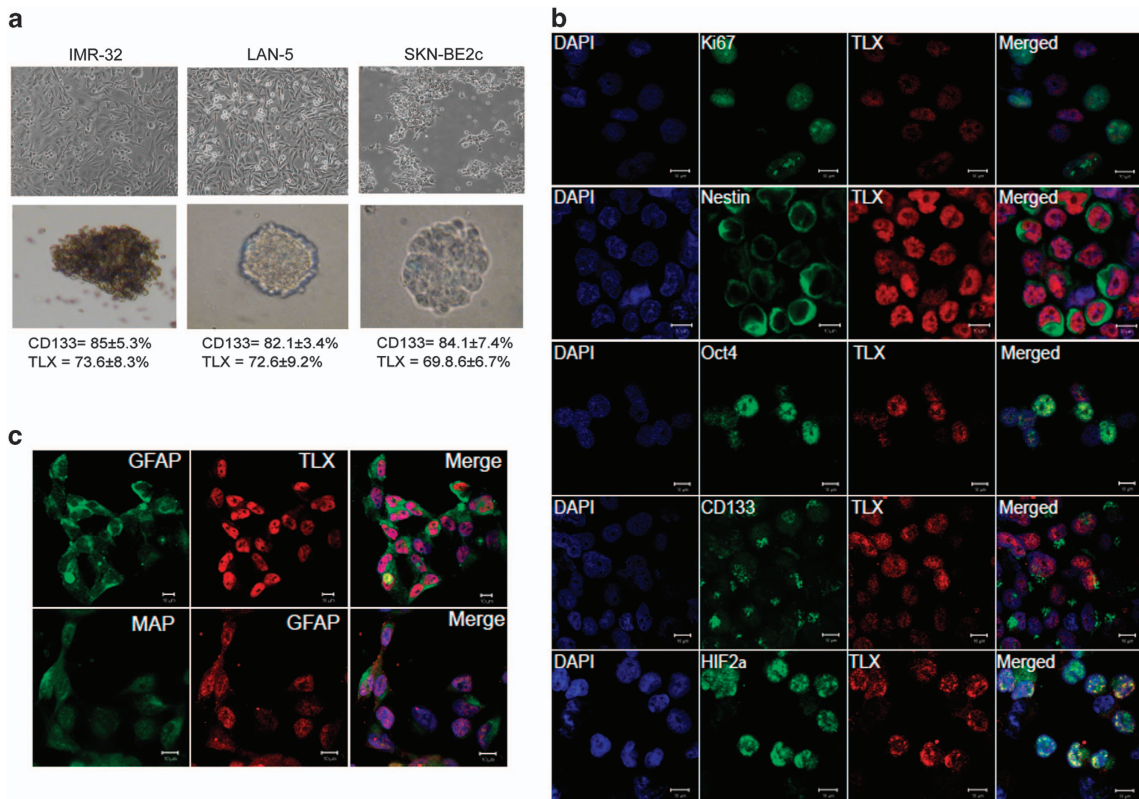 a
IMR-32 LAN-5 SKN-BE2c
CD133= 85±5.3% CD133= 82.1±3.4% CD133= 84.1±7.4%
TLX = 73.6±8.3% TLX = 72.6±9.2% TLX = 69.8.6±6.7%
b
DAPI Ki67 TLX Merged
DAPI Nestin TLX Merged
DAPI Oct4 TLX Merged
DAPI CD133 TLX Merged
DAPI HIF2a TLX Merged
c
GFAP TLX Merge
MAP GFAP Merge